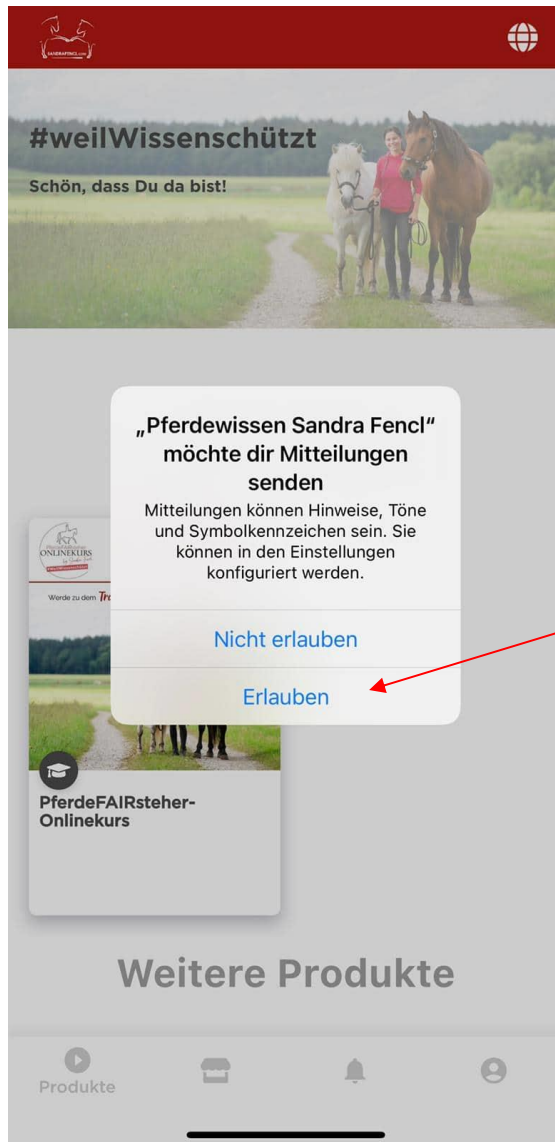 SANDRAFENCL.com
#weilWissenschützt
Schön, dass Du da bist!
„Pferdewissen Sandra Fencl“
möchte dir Mitteilungen
senden
Mitteilungen können Hinweise, Töne
und Symbolkennzeichen sein. Sie
können in den Einstellungen
konfiguriert werden.
Nicht erlauben
Erlauben
ONLINEKURS
Werde zu dem
PferdeFAIRsteher-
Onlinekurs
Weitere Produkte
Produkte